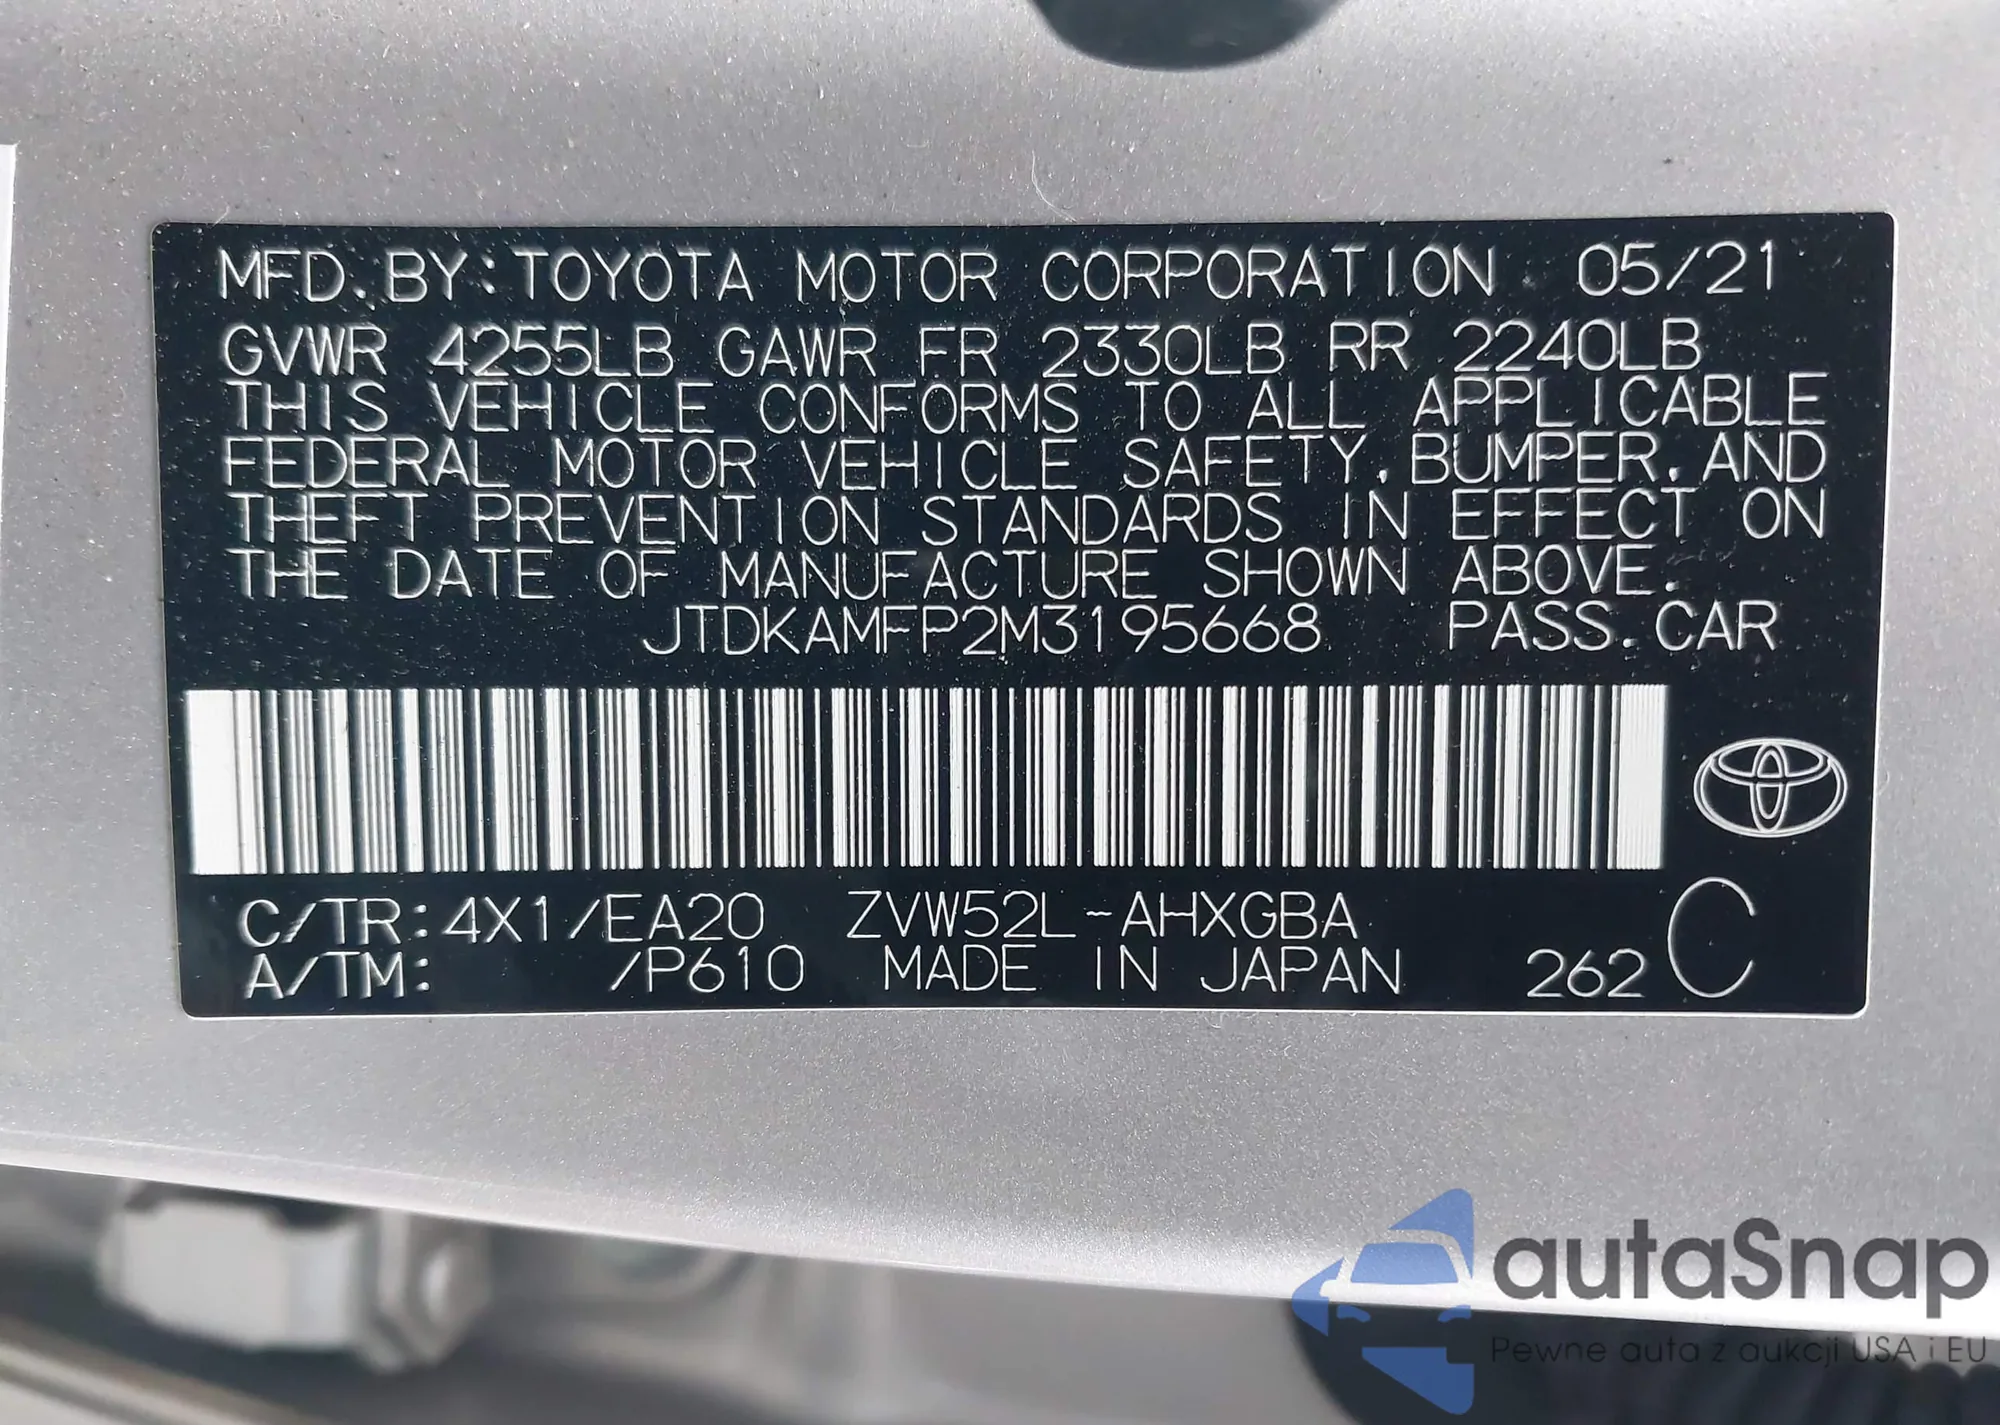 MFD. BY: TOYOTA MOTOR CORPORATION 05/21
GVWR 4255LB GAWR FR 2330LB RR 2240LB
THIS VEHICLE CONFORMS TO ALL APPLICABLE
FEDERAL MOTOR VEHICLE SAFETY, BUMPER, AND
THEFT PREVENTION STANDARDS IN EFFECT ON
THE DATE OF MANUFACTURE SHOWN ABOVE.
JTDKAMFP2M3195668 PASS. CAR
C/TR: 4X1/EA20 ZVW52L-AHXGBA
A/TM: /P610 MADE IN JAPAN 262 C
autaSnap
Pewne auta z aukcji USA i EU